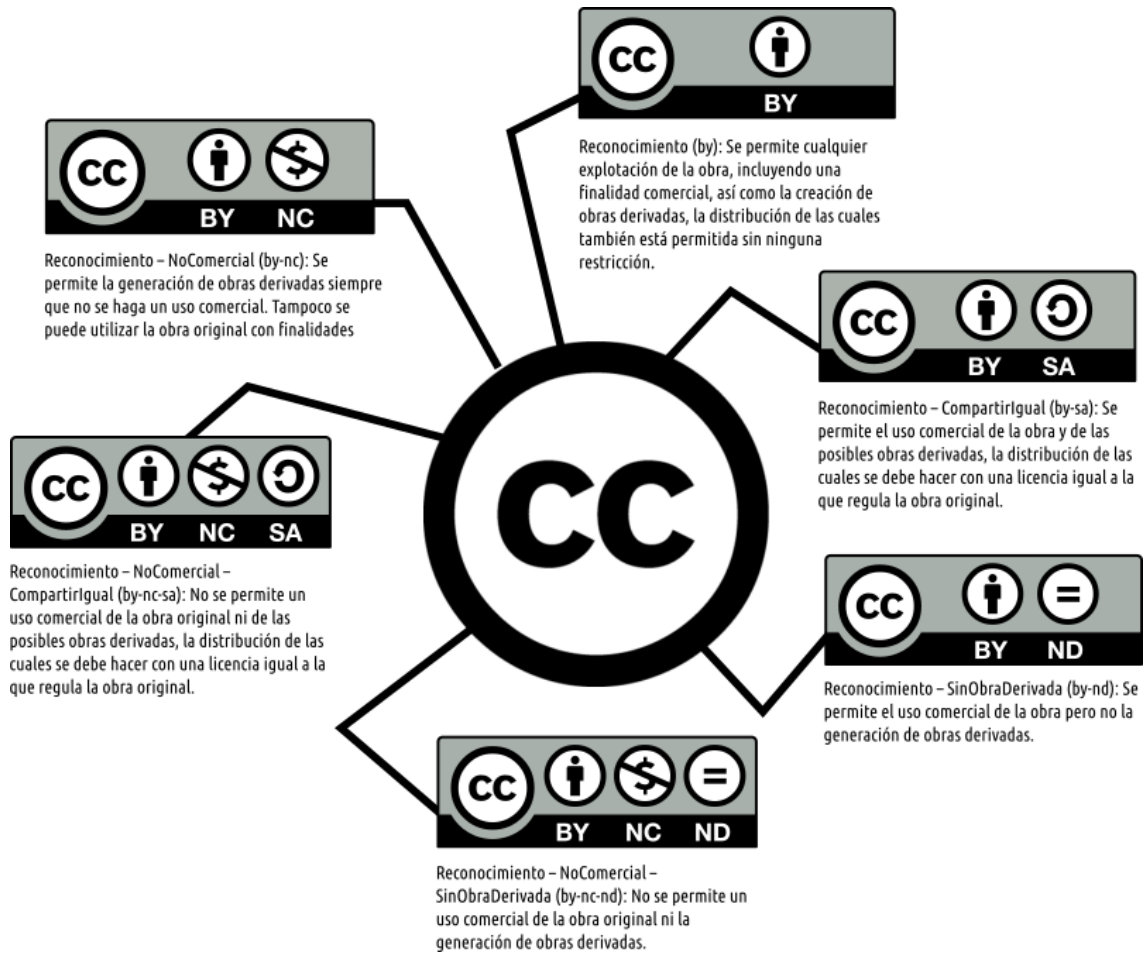 CC
BY
Reconocimiento (by): Se permite cualquier
explotación de la obra, incluyendo una
finalidad comercial, así como la creación de
obras derivadas, la distribución de las cuales
también está permitida sin ninguna
restricción.
CC
BY NC
Reconocimiento – NoComercial (by-nc): Se
permite la generación de obras derivadas siempre
que no se haga un uso comercial. Tampoco se
puede utilizar la obra original con finalidades
CC
BY SA
Reconocimiento – CompartirIgual (by-sa): Se
permite el uso comercial de la obra y de las
posibles obras derivadas, la distribución de las
cuales se debe hacer con una licencia igual a la
que regula la obra original.
CC
BY NC SA
Reconocimiento – NoComercial –
CompartirIgual (by-nc-sa): No se permite un
uso comercial de la obra original ni de las
posibles obras derivadas, la distribución de las
cuales se debe hacer con una licencia igual a la
que regula la obra original.
CC
CC
BY ND
Reconocimiento – SinObraDerivada (by-nd): Se
permite el uso comercial de la obra pero no la
generación de obras derivadas.
CC
BY NC ND
Reconocimiento – NoComercial –
SinObraDerivada (by-nc-nd): No se permite un
uso comercial de la obra original ni la
generación de obras derivadas.